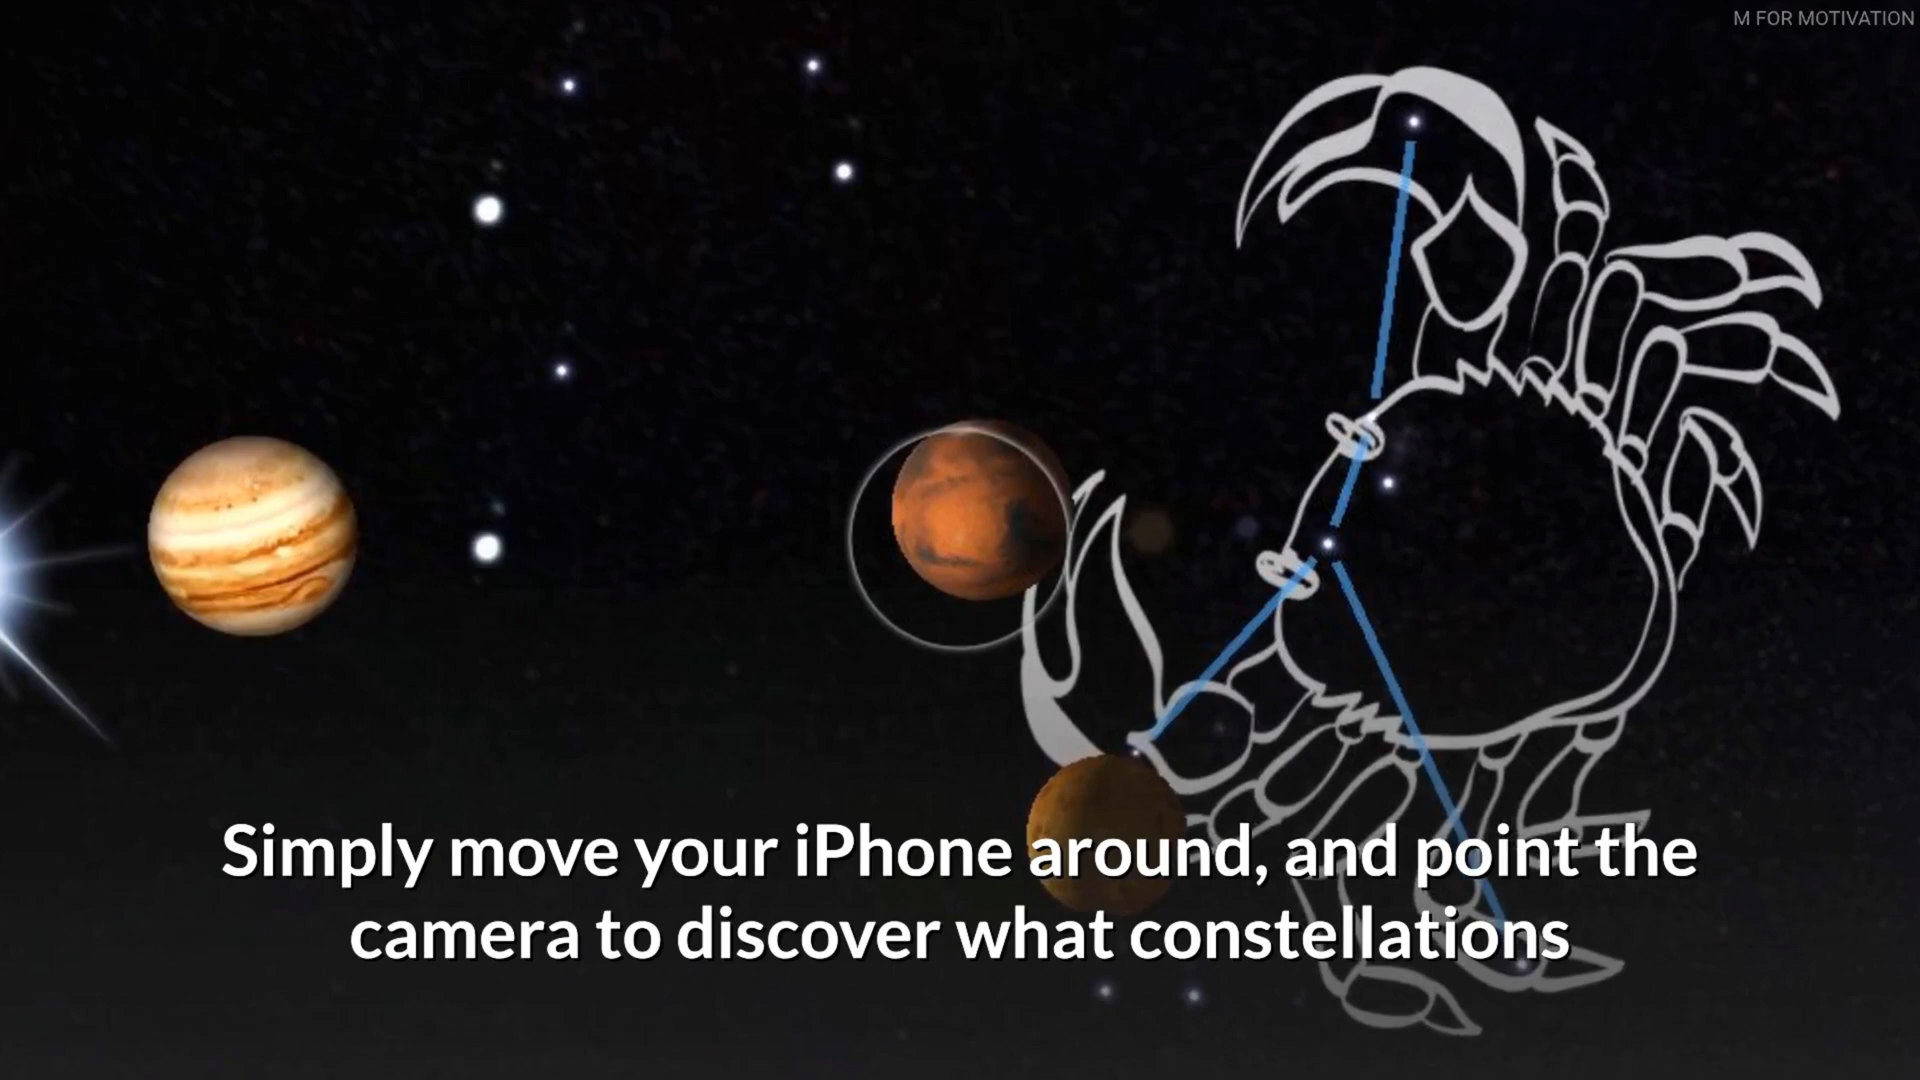 M FOR MOTIVATION
Simply move your iPhone around, and point the
camera to discover what constellations